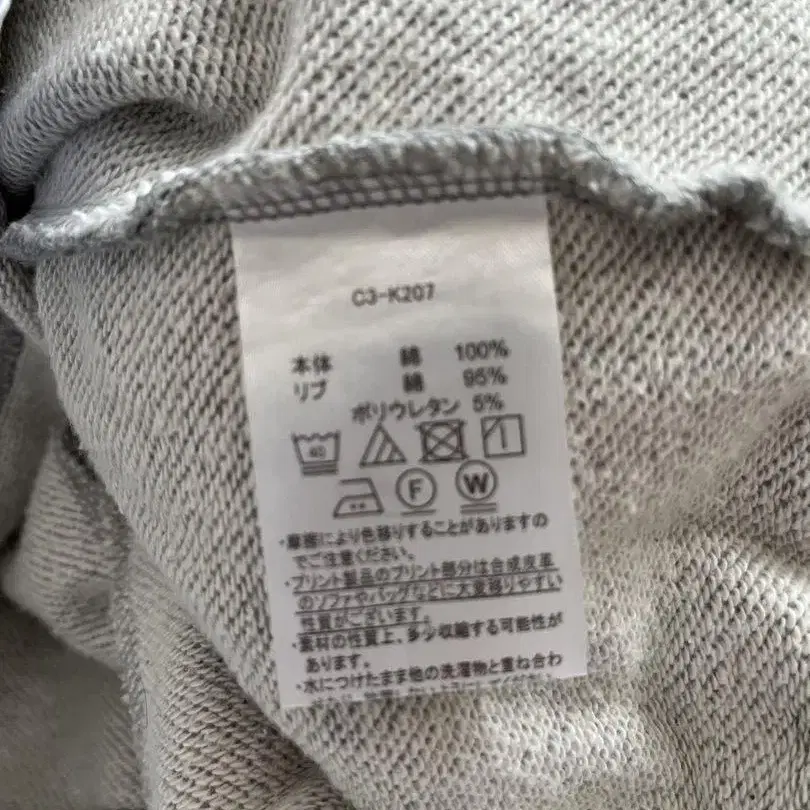 C3-K207
本体 綿 100%
リブ 綿 95%
ポリウレタン 5%
40
F W
・摩擦により色移りすることがありますの
でご注意ください。
・プリント製品のプリント部分は合成皮革
のソファやバッグなどに大変移りやすい
性質がございます。
・素材の性質上、多少収縮する可能性が
あります。
・水につけたまま他の洗濯物と重ね合わ